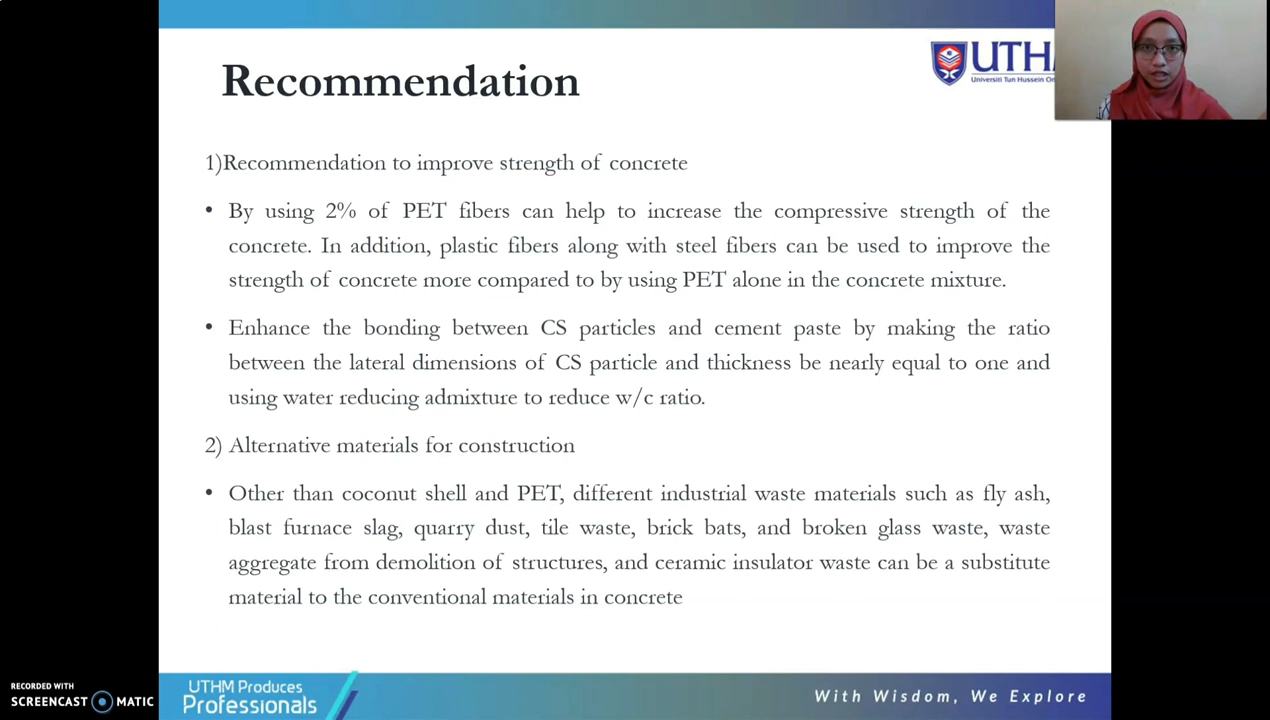 UTH
Universiti Tun Hussein On
Recommendation
1)Recommendation to improve strength of concrete
• By using 2% of PET fibers can help to increase the compressive strength of the
concrete. In addition, plastic fibers along with steel fibers can be used to improve the
strength of concrete more compared to by using PET alone in the concrete mixture.
• Enhance the bonding between CS particles and cement paste by making the ratio
between the lateral dimensions of CS particle and thickness be nearly equal to one and
using water reducing admixture to reduce w/c ratio.
2) Alternative materials for construction
• Other than coconut shell and PET, different industrial waste materials such as fly ash,
blast furnace slag, quarry dust, tile waste, brick bats, and broken glass waste, waste
aggregate from demolition of structures, and ceramic insulator waste can be a substitute
material to the conventional materials in concrete
RECORDED WITH
SCREENCAST MATIC
UTHM Produces
Professionals
With Wisdom, We Explore